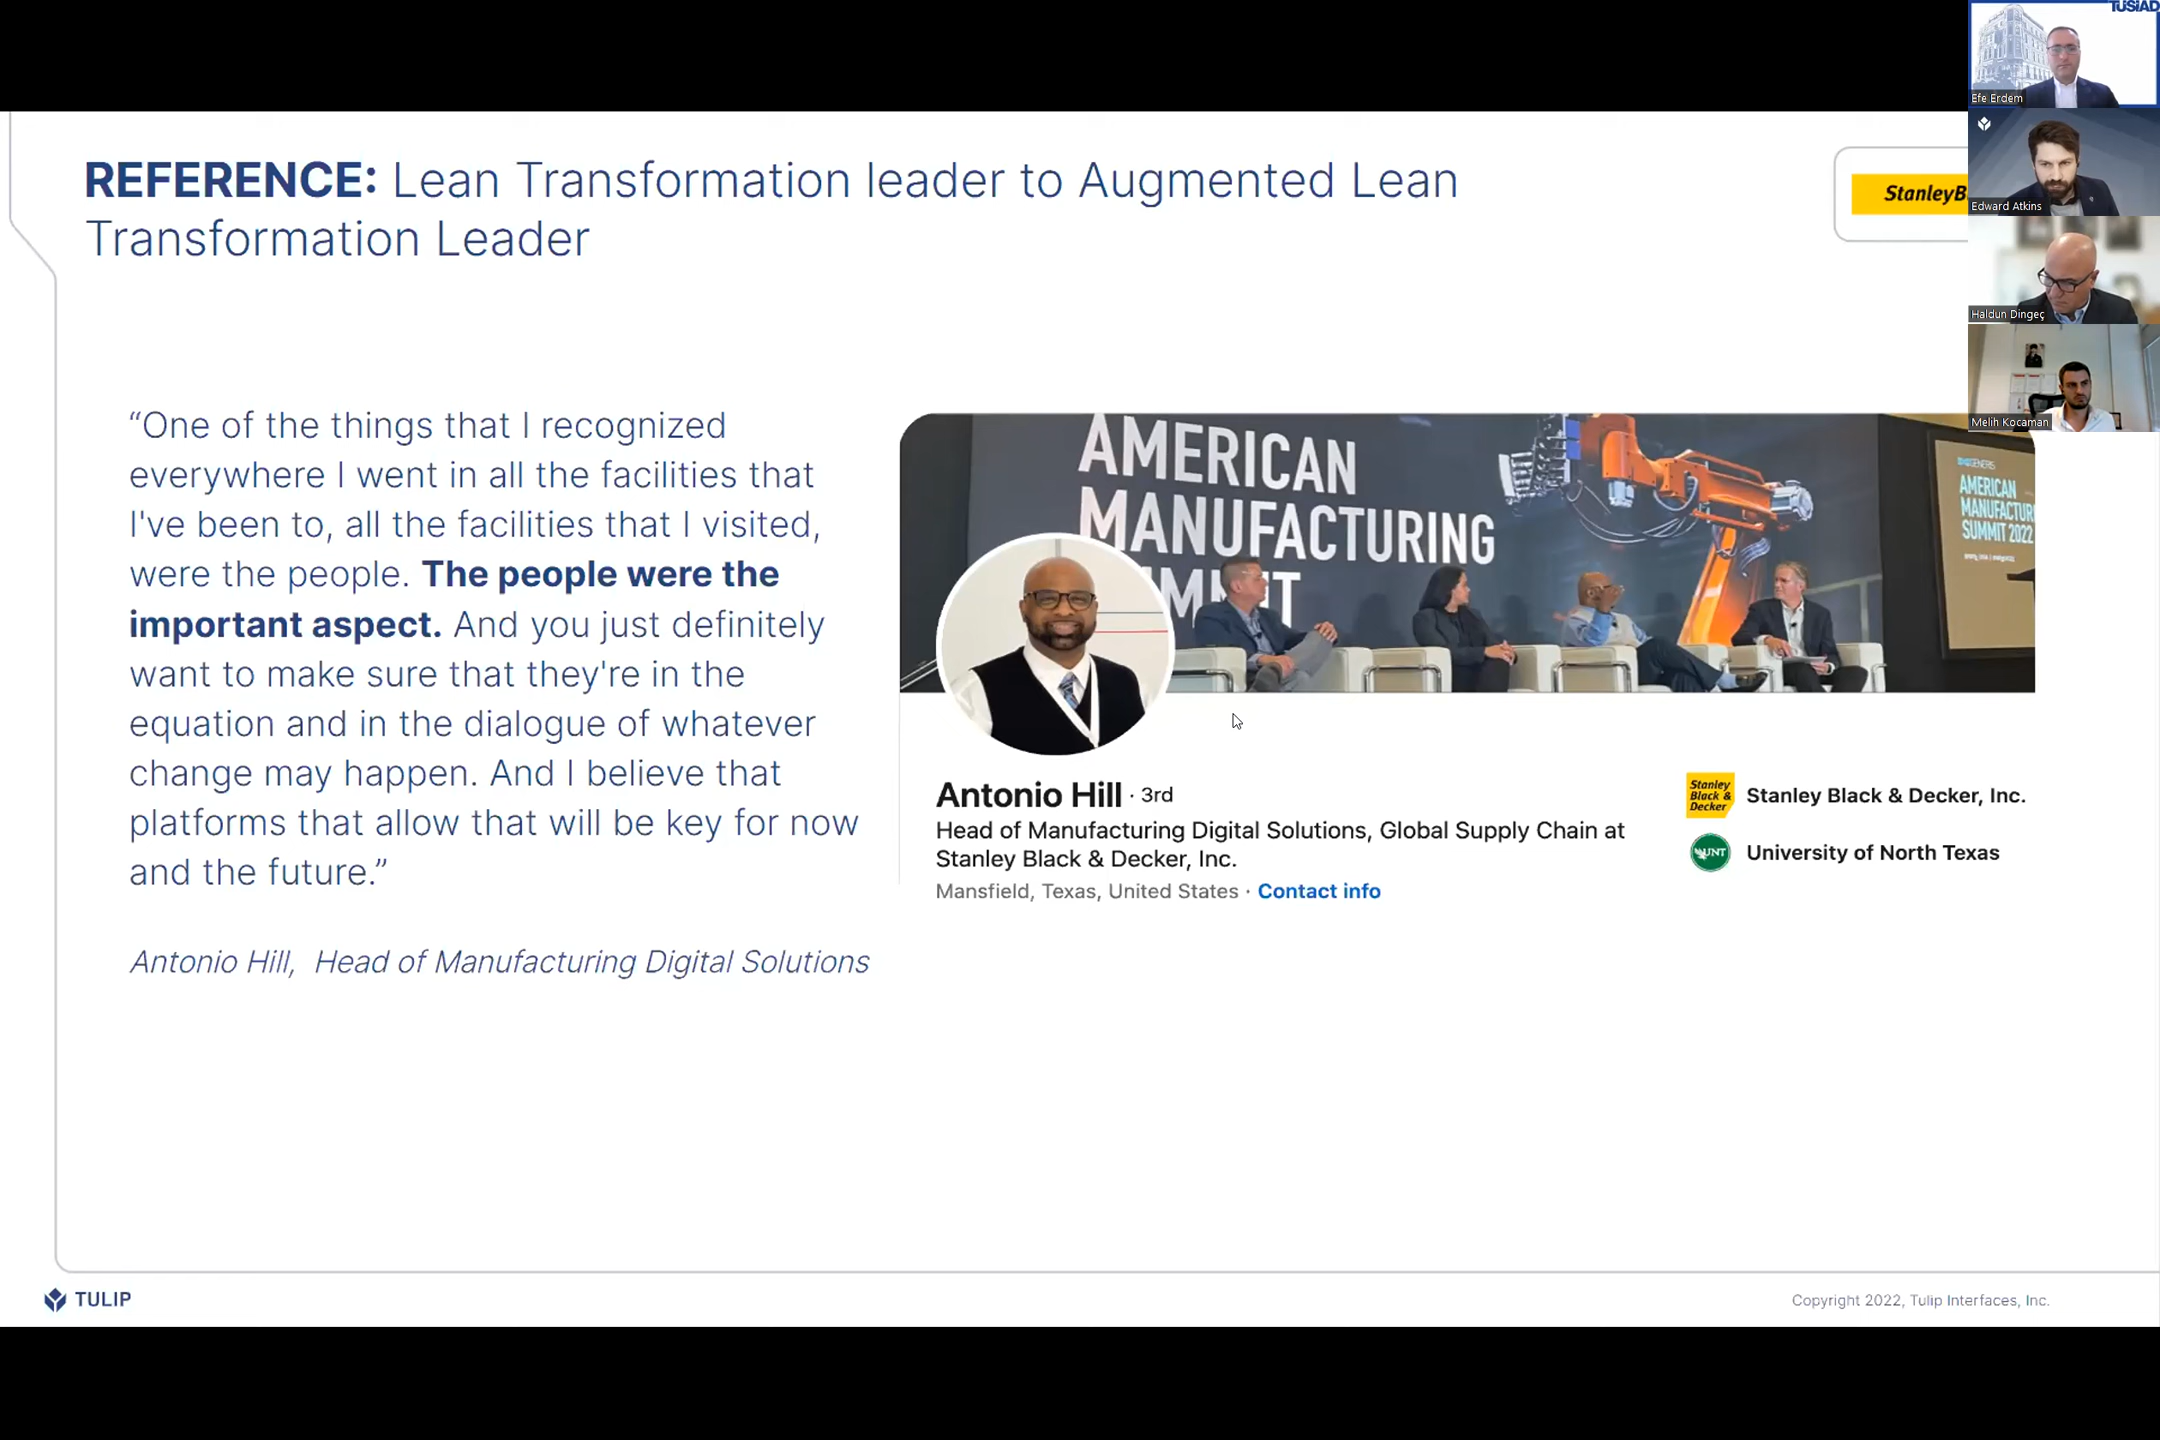 TÜSİAD
Efe Erdem
Edward Atkins
Haldun Dingeç
Melih Kocaman
REFERENCE: Lean Transformation leader to Augmented Lean
Transformation Leader
StanleyB
“One of the things that I recognized
everywhere I went in all the facilities that
I've been to, all the facilities that I visited,
were the people. The people were the
important aspect. And you just definitely
want to make sure that they're in the
equation and in the dialogue of whatever
change may happen. And I believe that
platforms that allow that will be key for now
and the future.”
Antonio Hill, Head of Manufacturing Digital Solutions
AMERICAN
MANUFACTURING
GENERIS
AMERICAN
MANUFACTUR
SUMMIT 2022
Antonio Hill · 3rd
Head of Manufacturing Digital Solutions, Global Supply Chain at
Stanley Black & Decker, Inc.
Mansfield, Texas, United States · Contact info
Stanley
Black &
Decker
Stanley Black & Decker, Inc.
UNT
University of North Texas
TULIP
Copyright 2022, Tulip Interfaces, Inc.